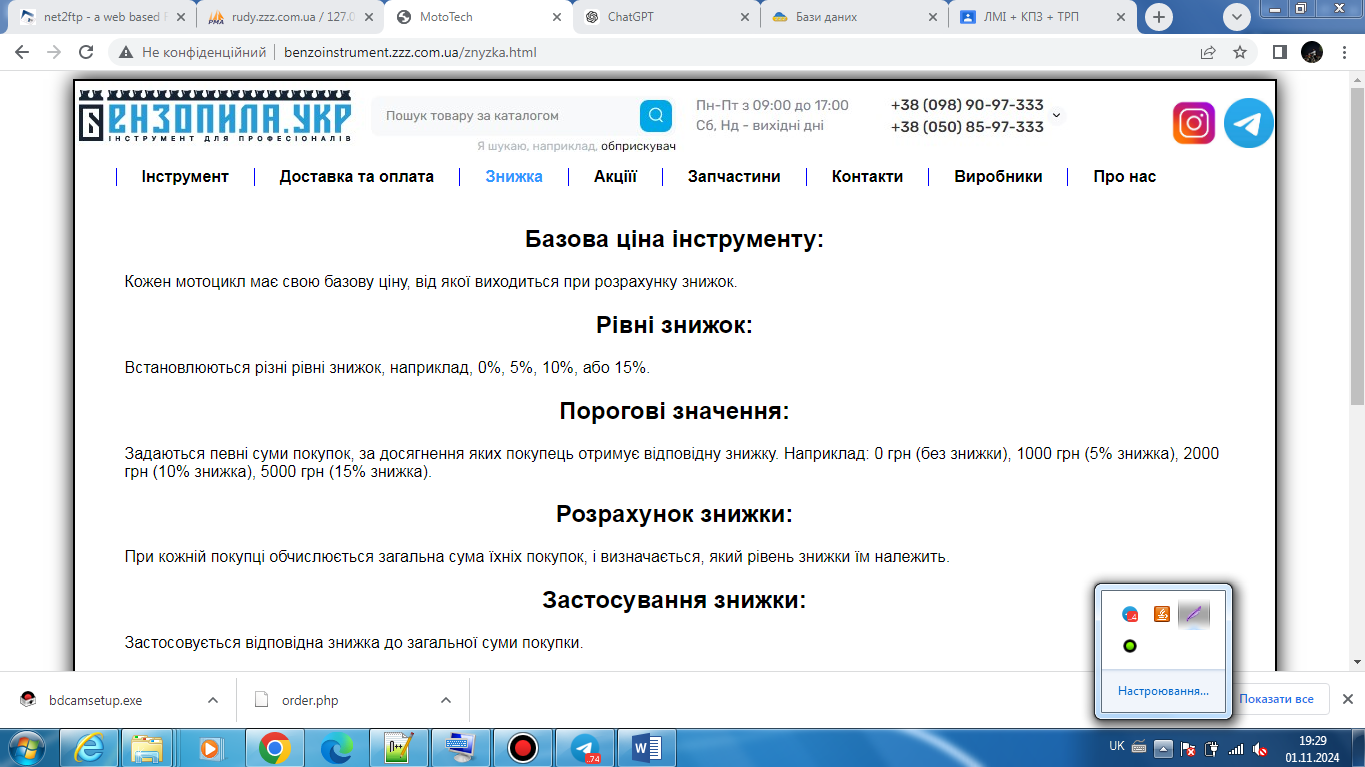 net2ftp - a web based F
rudy.zzz.com.ua / 127.0
MotoTech
ChatGPT
Бази даних
ЛМІ + КПЗ + ТРП
Не конфіденційний
benzoinstrument.zzz.com.ua/znyzka.html
БЕНЗОПИЛА.УКР
ІНСТРУМЕНТ ДЛЯ ПРОФЕСІОНАЛІВ
Пошук товару за каталогом
Я шукаю, наприклад, обприскувач
Пн-Пт з 09:00 до 17:00
Сб, Нд - вихідні дні
+38 (098) 90-97-333
+38 (050) 85-97-333
Інструмент
Доставка та оплата
Знижка
Акціїї
Запчастини
Контакти
Виробники
Про нас
Базова ціна інструменту:
Кожен мотоцикл має свою базову ціну, від якої виходиться при розрахунку знижок.
Рівні знижок:
Встановлюються різні рівні знижок, наприклад, 0%, 5%, 10%, або 15%.
Порогові значення:
Задаються певні суми покупок, за досягнення яких покупець отримує відповідну знижку. Наприклад: 0 грн (без знижки), 1000 грн (5% знижка), 2000
грн (10% знижка), 5000 грн (15% знижка).
Розрахунок знижки:
При кожній покупці обчислюється загальна сума їхніх покупок, і визначається, який рівень знижки їм належить.
Застосування знижки:
Застосовується відповідна знижка до загальної суми покупки.
Настроювання...
bdcamsetup.exe
order.php
Показати все
.74
UK
19:29
01.11.2024